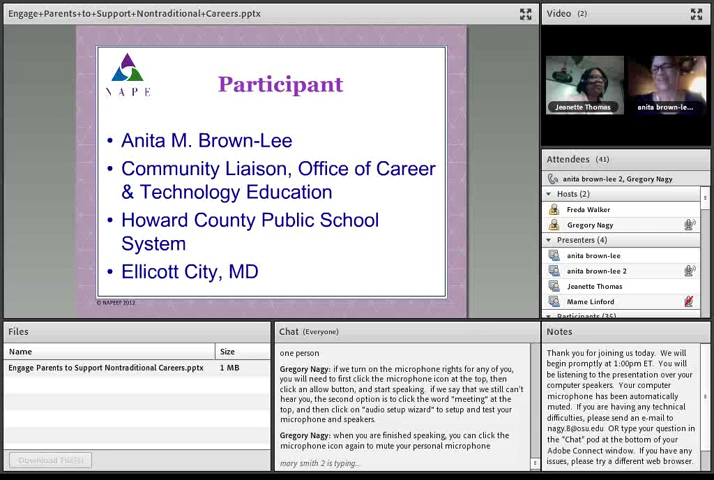 Engage+Parents+to+Support+Nontraditional+Careers.pptx
NAPE
Participant
• Anita M. Brown-Lee
• Community Liaison, Office of Career
& Technology Education
• Howard County Public School
System
• Ellicott City, MD
© NAPEEF 2012
Video (2)
Jeanette Thomas
anita brown-le...
Attendees (41)
anita brown-lee 2, Gregory Nagy
Hosts (2)
Freda Walker
Gregory Nagy
Presenters (4)
anita brown-lee
anita brown-lee 2
Jeanette Thomas
Mame Linford
Participants (35)
Files
Name Size
Engage Parents to Support Nontraditional Careers.pptx 1 MB
Download File(s)
Chat (Everyone)
one person
Gregory Nagy: if we turn on the microphone rights for any of you,
you will need to first click the microphone icon at the top, then
click an allow button, and start speaking. if we say that we still can't
hear you, the second option is to click the word "meeting" at the
top, and then click on "audio setup wizard" to setup and test your
microphone and speakers.
Gregory Nagy: when you are finished speaking, you can click the
microphone icon again to mute your personal microphone
mary smith 2 is typing...
Notes
Thank you for joining us today. We will
begin promptly at 1:00pm ET. You will
be listening to the presentation over your
computer speakers. Your computer
microphone has been automatically
muted. If you are having any technical
difficulties, please send an e-mail to
nagy.8@osu.edu OR type your question in
the "Chat" pod at the bottom of your
Adobe Connect window. If you have any
issues, please try a different web browser.